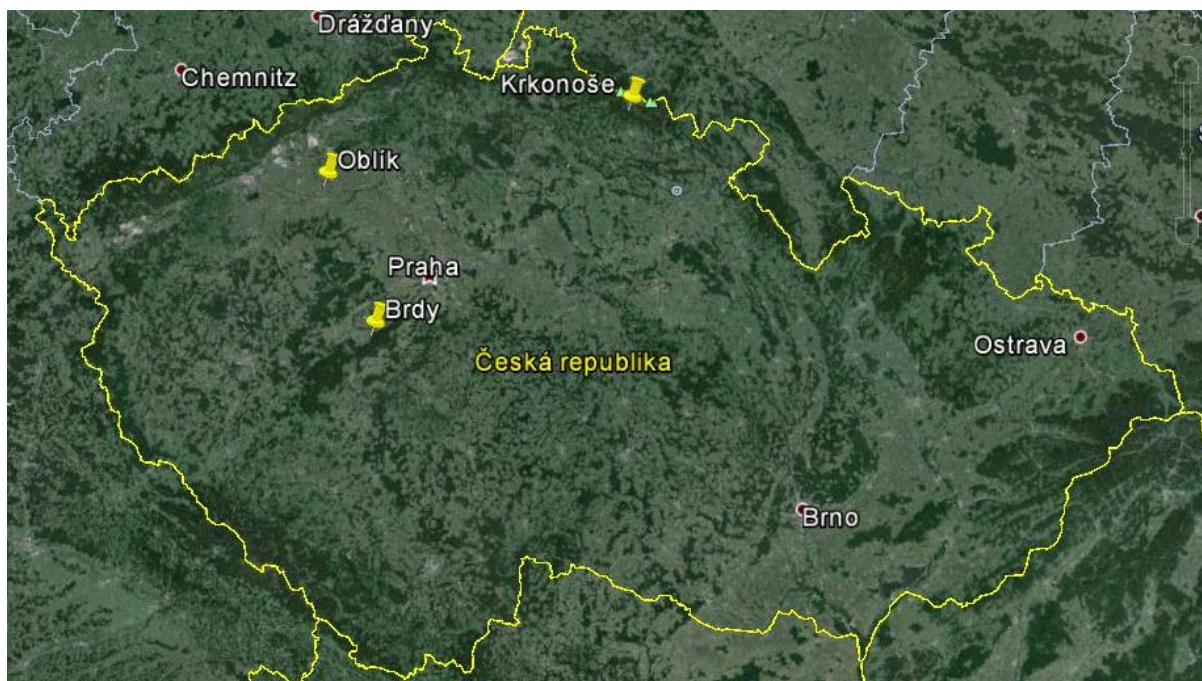 Drážďany
Chemnitz
Krkonoše
Oblík
Praha
Brdy
Česká republika
Ostrava
Brno